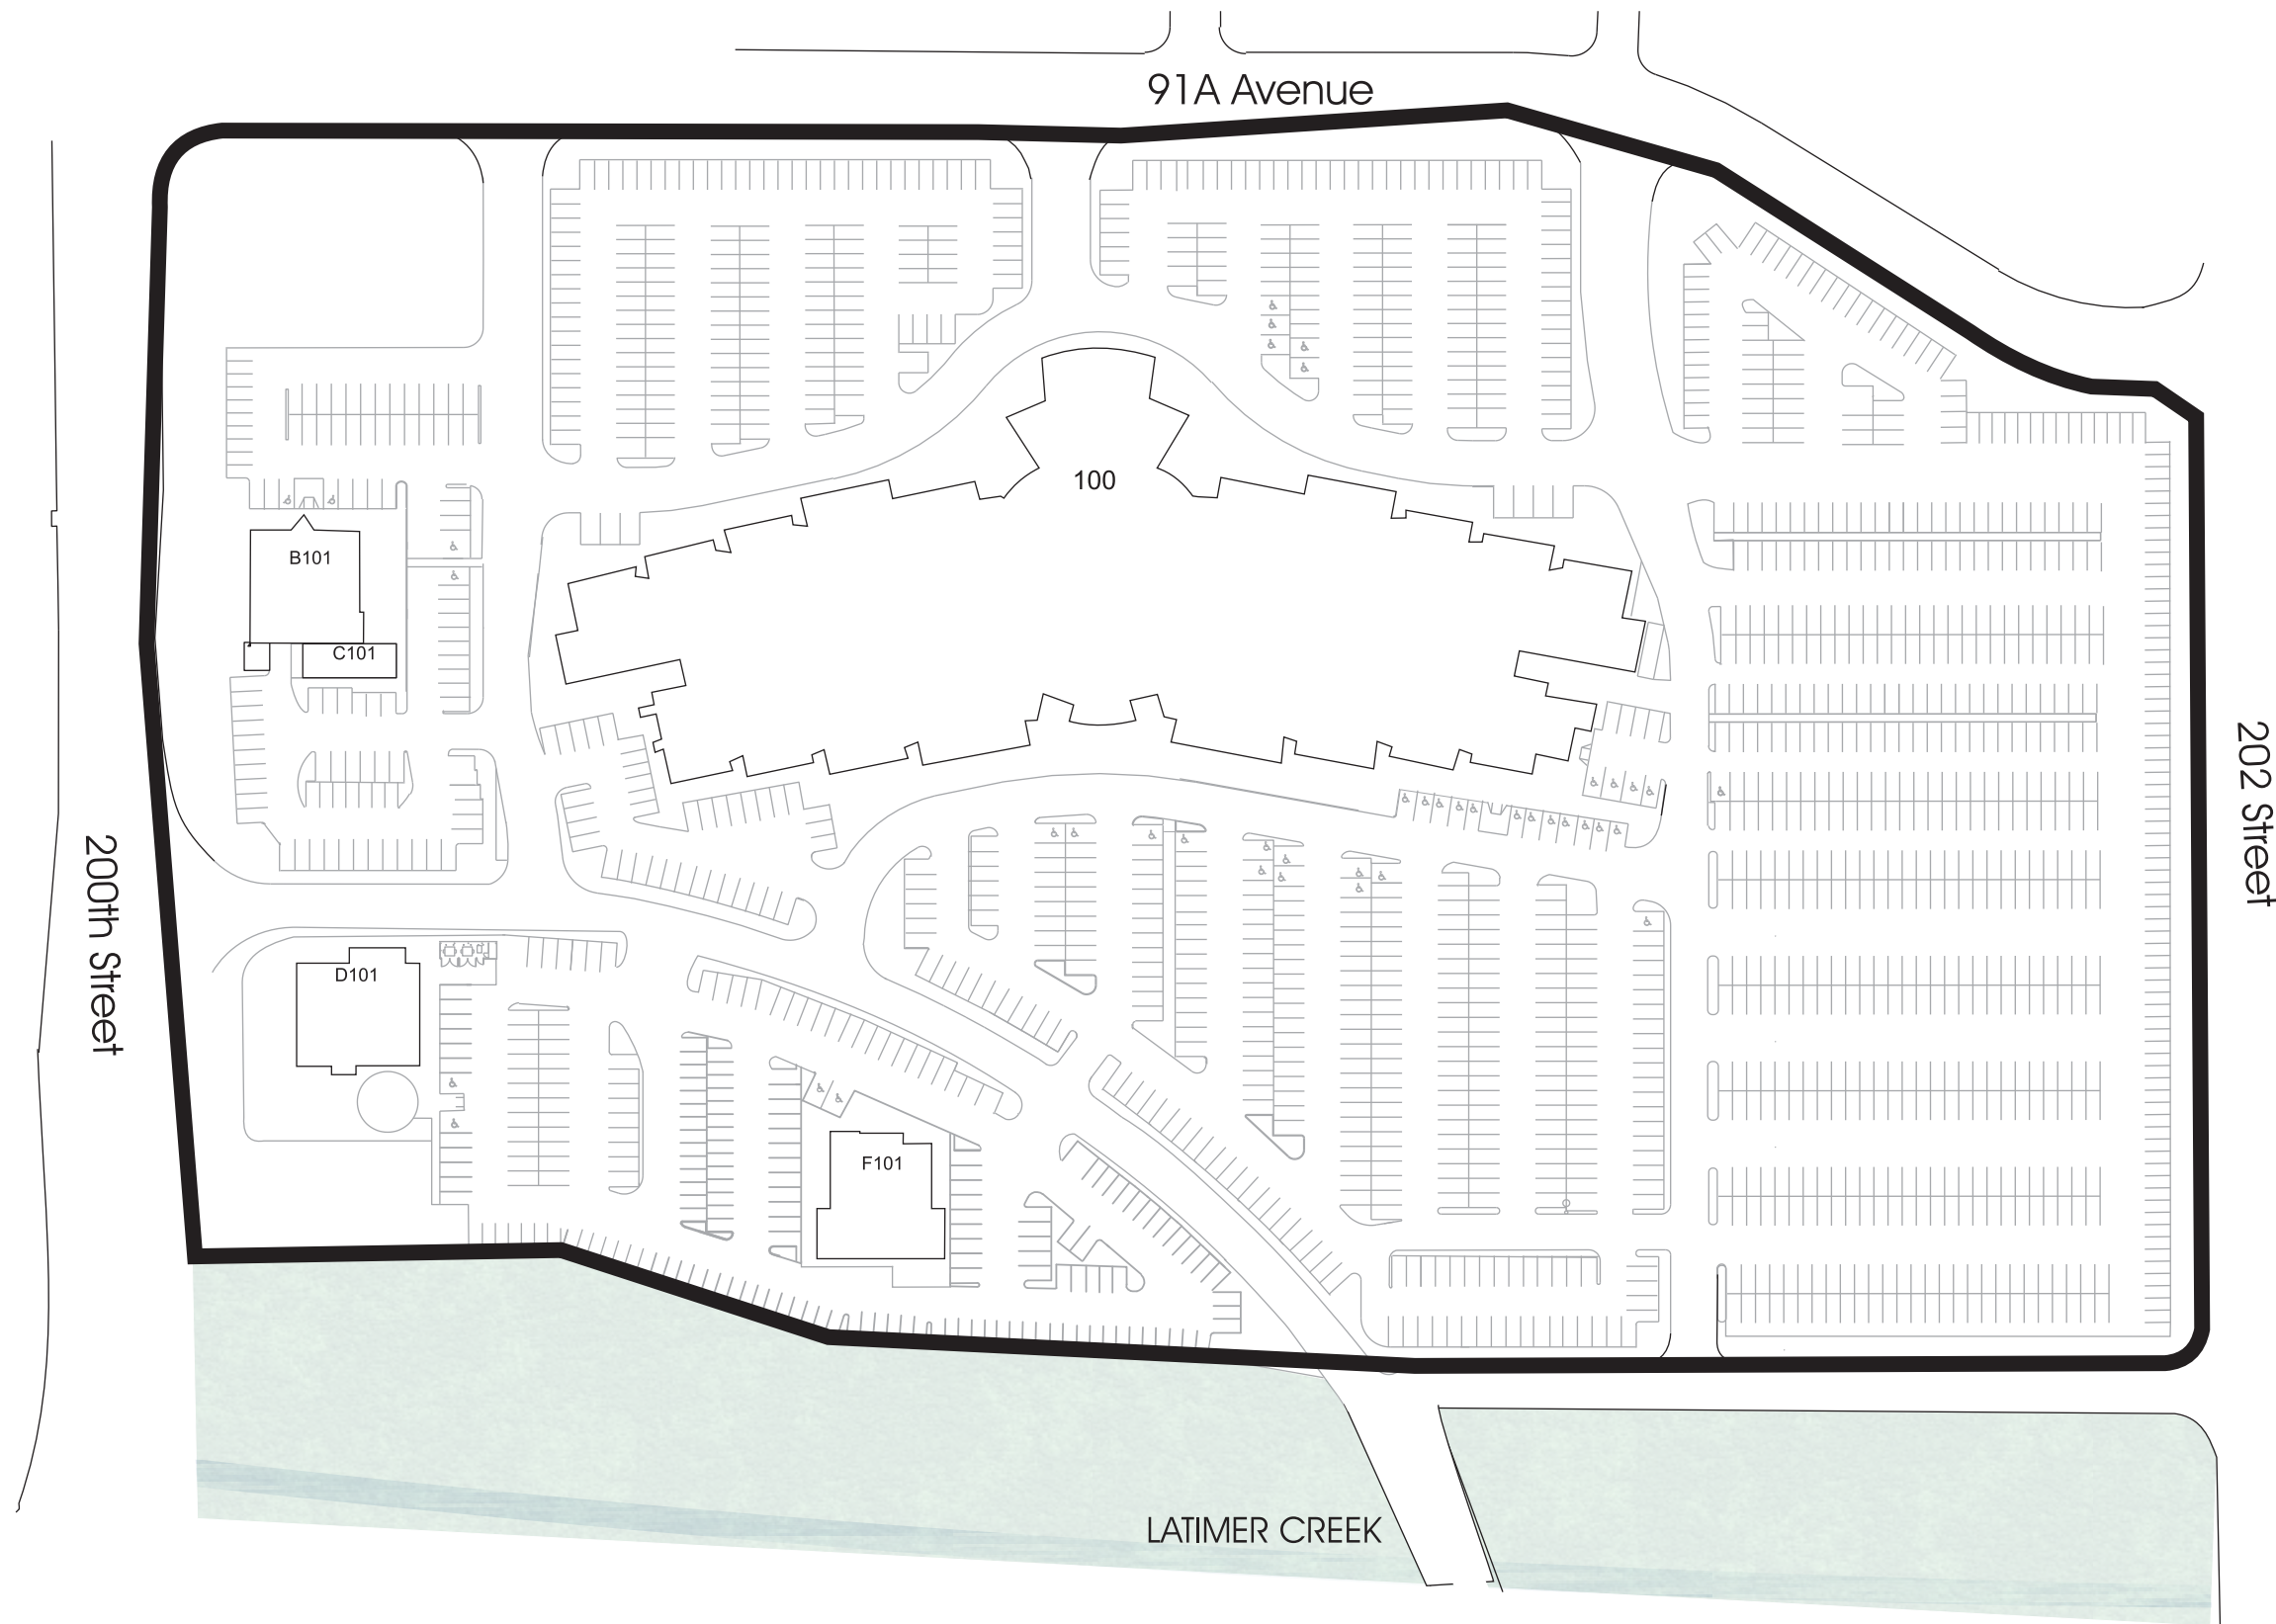 91A Avenue
100
B101
C101
202 Street
200th Street
D101
F101
LATIMER CREEK